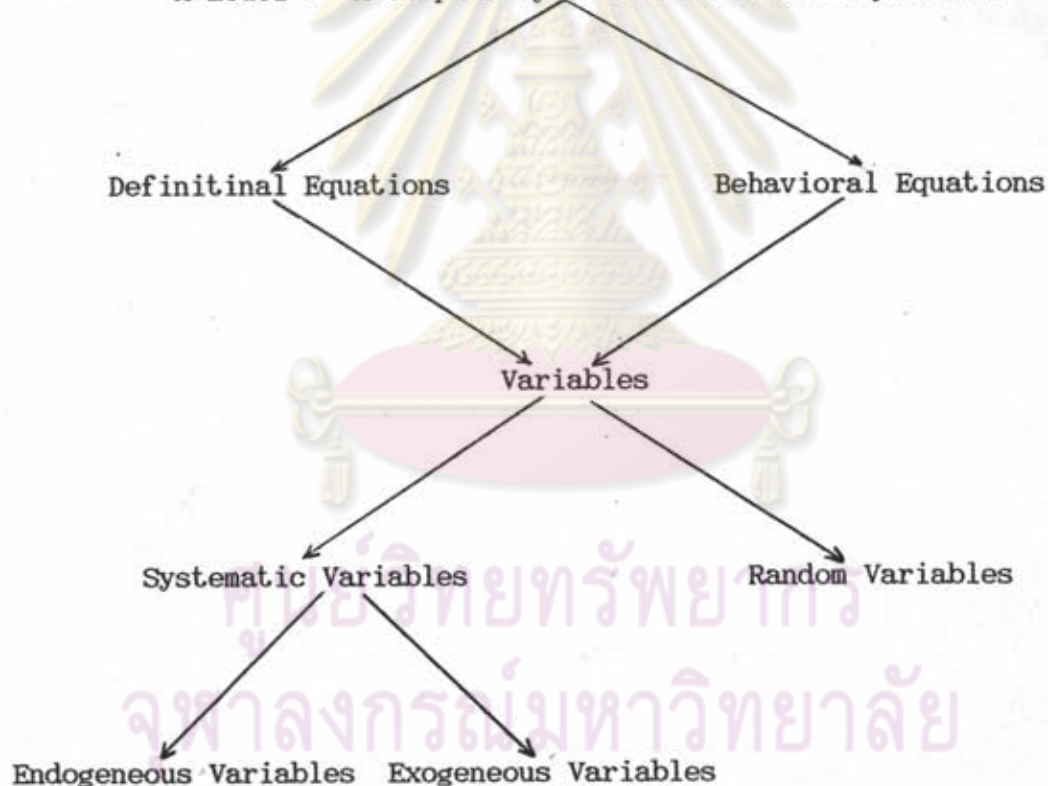 Definitinal Equations Behavioral Equations
Variables
Systematic Variables Random Variables
ศูนย์วิทยทรัพยากร
จุฬาลงกรณ์มหาวิทยาลัย
Endogeneous Variables Exogeneous Variables